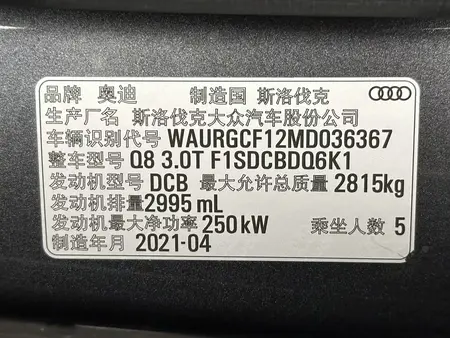 品牌 奥迪 制造国 斯洛伐克
生产厂名 斯洛伐克大众汽车股份公司
车辆识别代号 WAURGCF12MD036367
整车型号 Q8 3.0T F1SDCBDQ6K1
发动机型号 DCB 最大允许总质量 2815kg
发动机排量 2995 mL
发动机最大净功率 250kW 乘坐人数 5
制造年月 2021-04